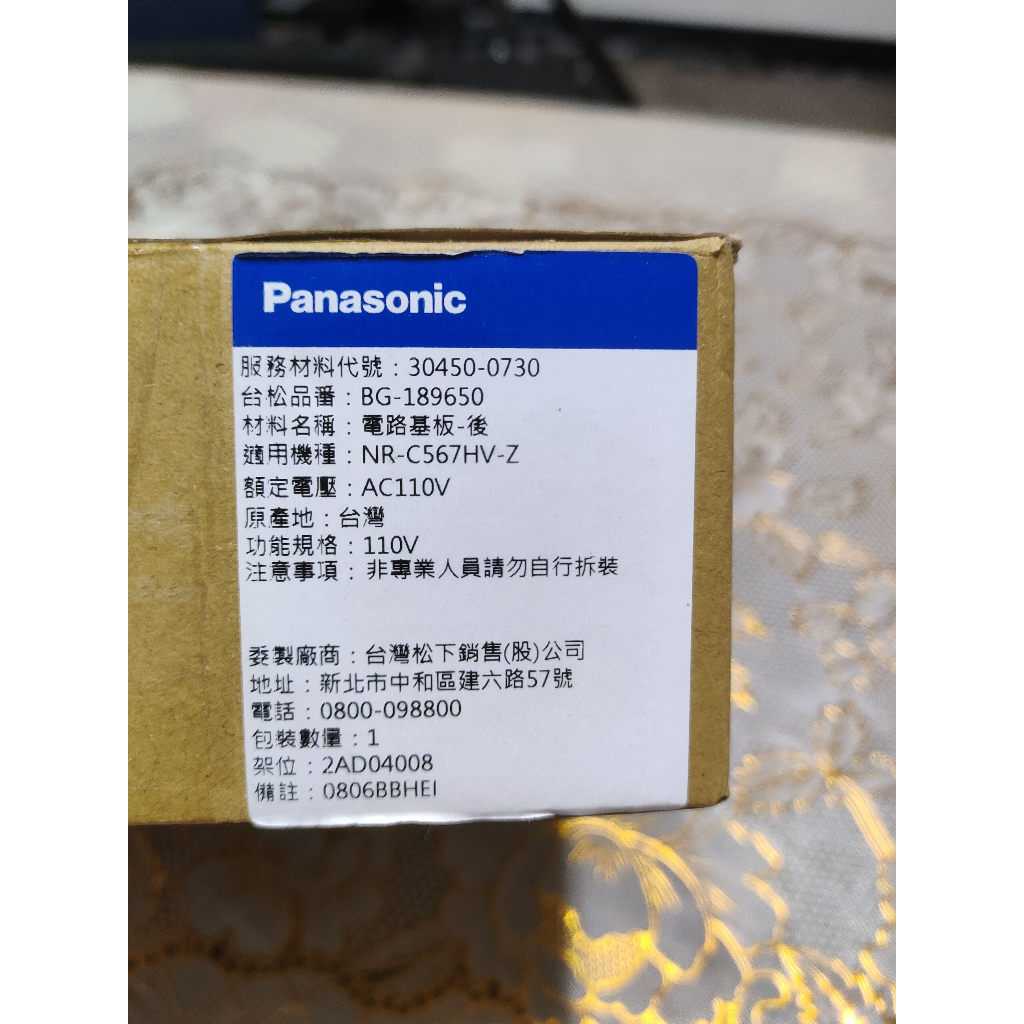 Panasonic
服務材料代號：30450-0730
台松品番：BG-189650
材料名稱：電路基板-後
適用機種：NR-C567HV-Z
額定電壓：AC110V
原產地：台灣
功能規格：110V
注意事項：非專業人員請勿自行拆裝
委製廠商：台灣松下銷售(股)公司
地址：新北市中和區建六路57號
電話：0800-098800
包裝數量：1
架位：2AD04008
備註：0806BBHEI